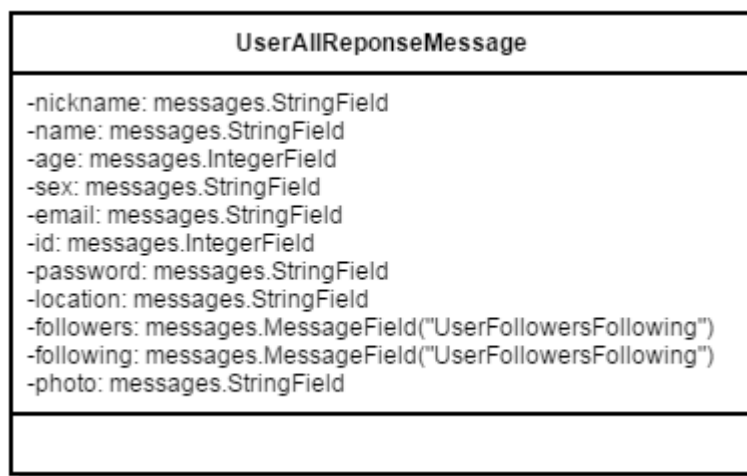 UserAllReponseMessage
-nickname: messages.StringField
-name: messages.StringField
-age: messages.IntegerField
-sex: messages.StringField
-email: messages.StringField
-id: messages.IntegerField
-password: messages.StringField
-location: messages.StringField
-followers: messages.MessageField("UserFollowersFollowing")
-following: messages.MessageField("UserFollowersFollowing")
-photo: messages.StringField